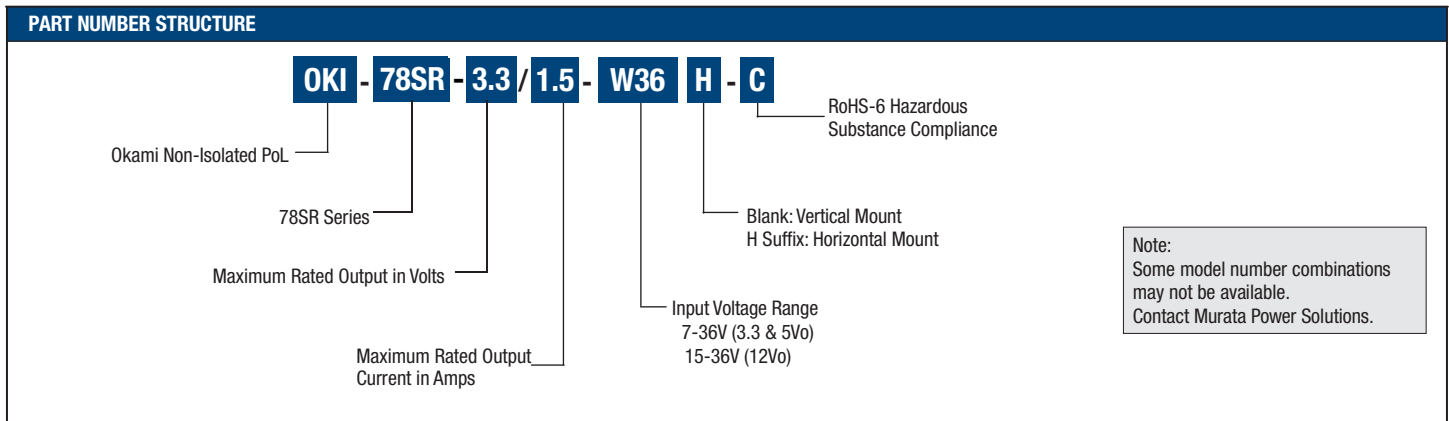 PART NUMBER STRUCTURE
OKI - 78SR - 3.3 / 1.5 - W36 H - C
RoHS-6 Hazardous
Substance Compliance
Okami Non-Isolated PoL
78SR Series
Blank: Vertical Mount
H Suffix: Horizontal Mount
Maximum Rated Output in Volts
Input Voltage Range
7-36V (3.3 & 5Vo)
15-36V (12Vo)
Maximum Rated Output
Current in Amps
Note:
Some model number combinations
may not be available.
Contact Murata Power Solutions.